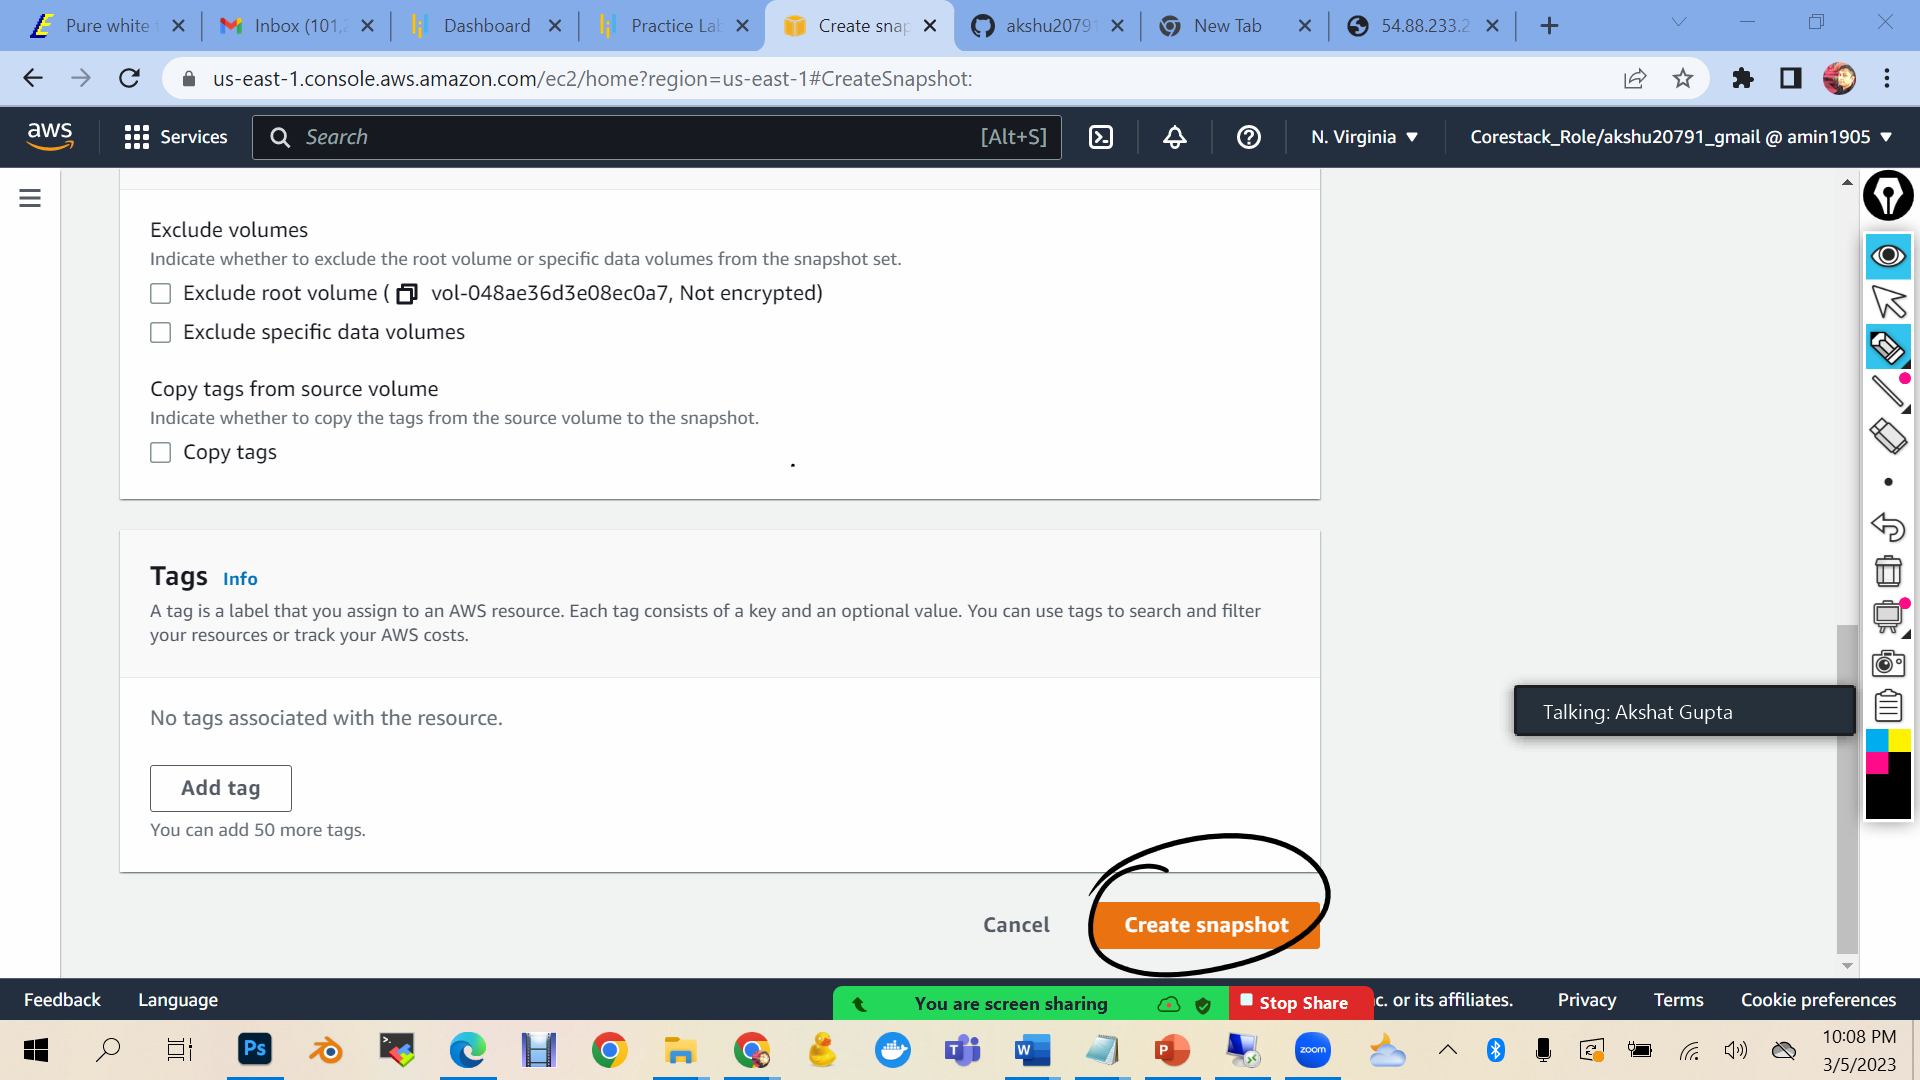 Pure white
Inbox (101,
Dashboard
Practice Lab
Create snap
akshu20791
New Tab
54.88.233.2
us-east-1.console.aws.amazon.com/ec2/home?region=us-east-1#CreateSnapshot:
aws
Services
Search
[Alt+S]
N. Virginia
Corestack_Role/akshu20791_gmail @ amin1905
Exclude volumes
Indicate whether to exclude the root volume or specific data volumes from the snapshot set.
Exclude root volume ( vol-048ae36d3e08ec0a7, Not encrypted)
Exclude specific data volumes
Copy tags from source volume
Indicate whether to copy the tags from the source volume to the snapshot.
Copy tags
Tags Info
A tag is a label that you assign to an AWS resource. Each tag consists of a key and an optional value. You can use tags to search and filter
your resources or track your AWS costs.
No tags associated with the resource.
Talking: Akshat Gupta
Add tag
You can add 50 more tags.
Cancel
Create snapshot
Feedback
Language
You are screen sharing
Stop Share
c. or its affiliates.
Privacy
Terms
Cookie preferences
Ps
zoom
10:08 PM
3/5/2023